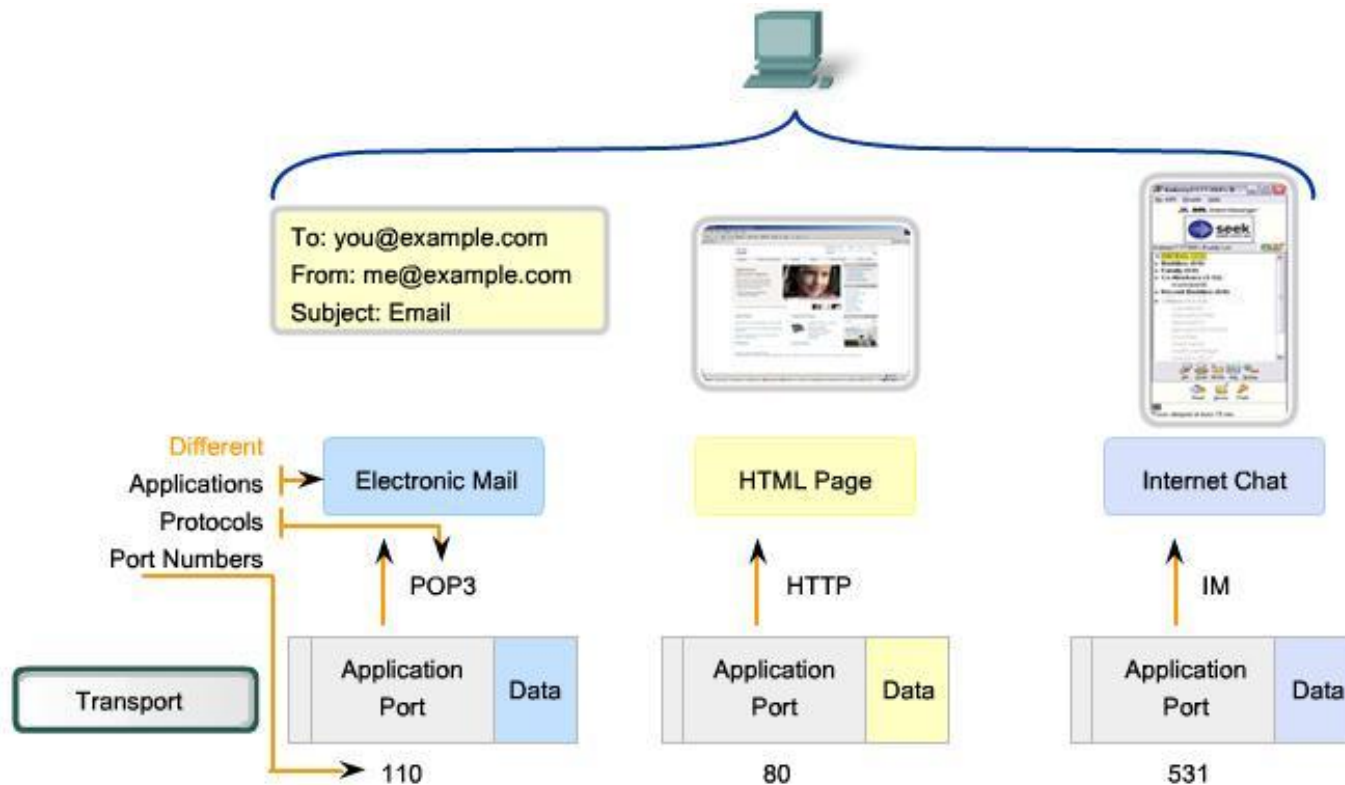 To: you@example.com
From: me@example.com
Subject: Email
seek
Different
Applications
Protocols
Port Numbers
Electronic Mail
HTML Page
Internet Chat
POP3
HTTP
IM
Transport
Application
Port
Data
Application
Port
Data
Application
Port
Data
110
80
531